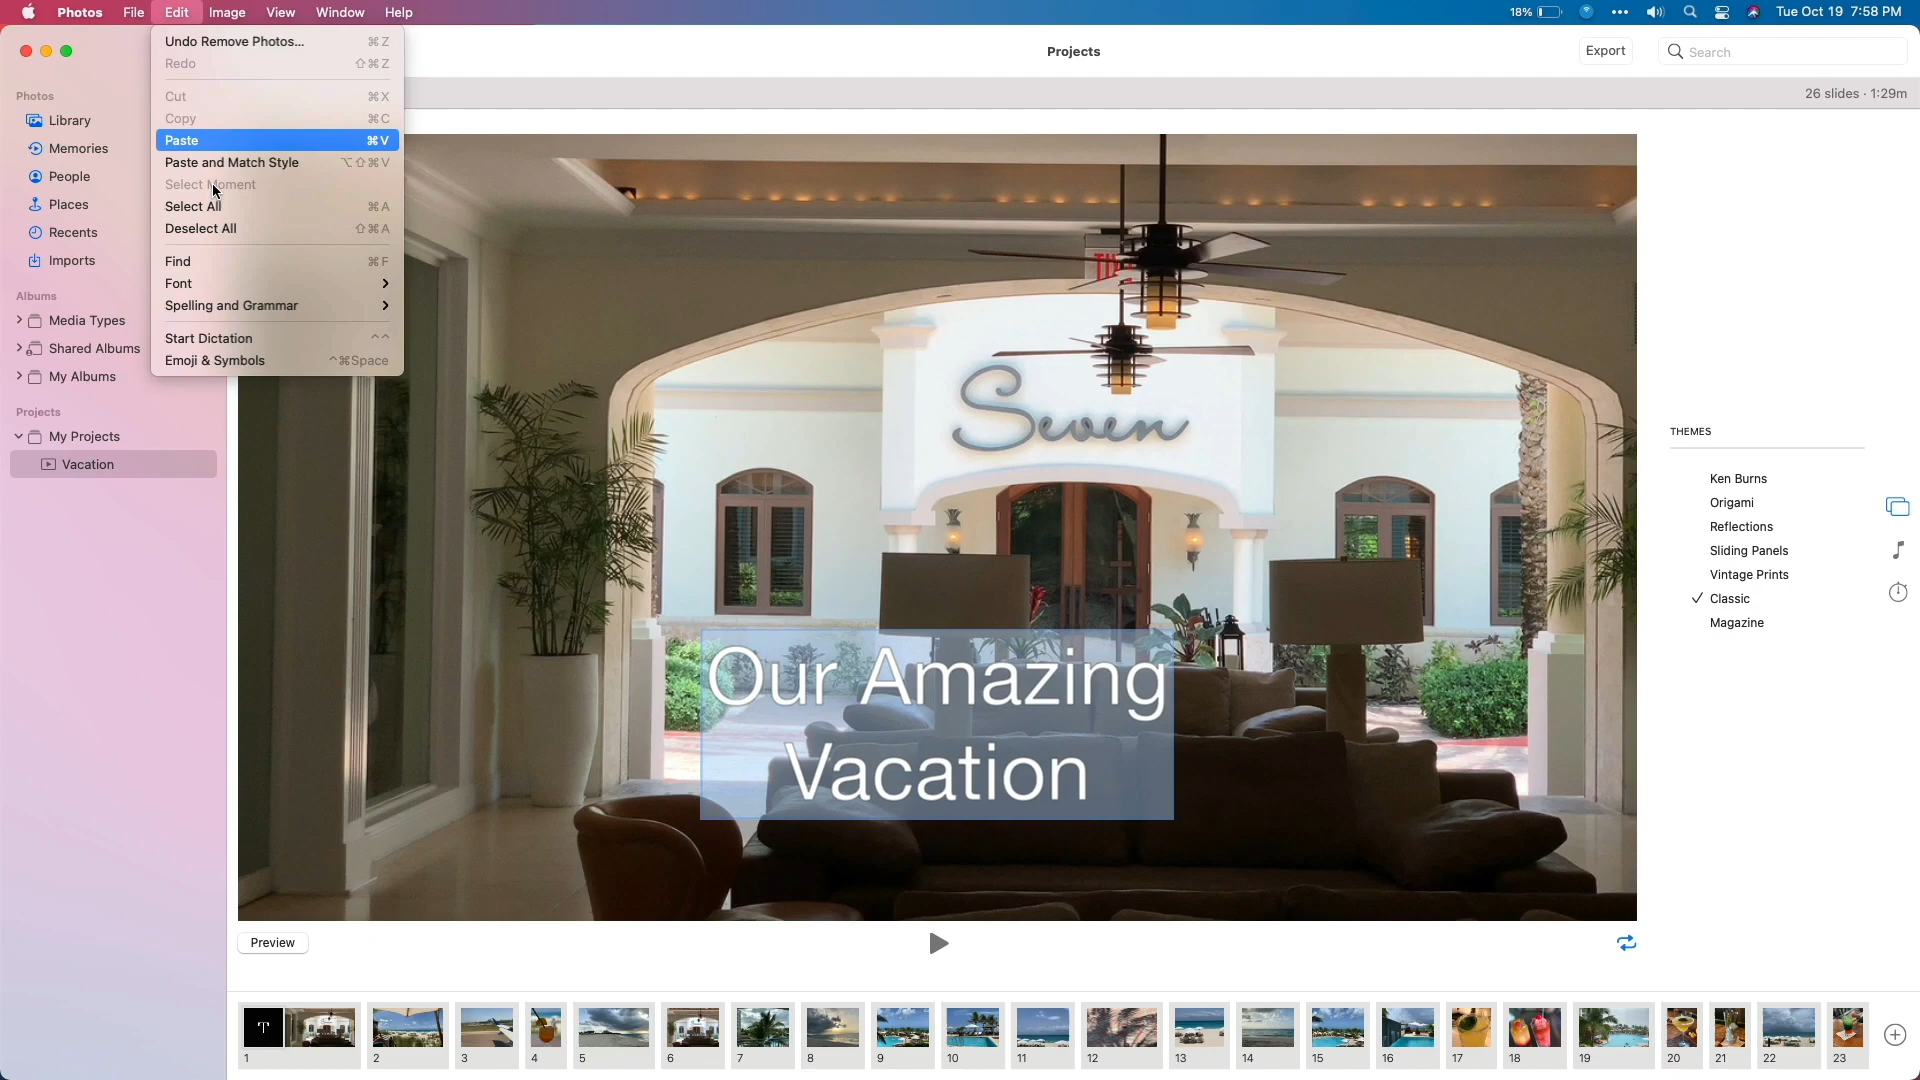 Photos File Edit Image View Window Help
18% Tue Oct 19 7:58 PM
Undo Remove Photos... ⌘Z
Redo ⇧⌘Z
Cut ⌘X
Copy ⌘C
Paste ⌘V
Paste and Match Style ⌥⇧⌘V
Select Moment
Select All ⌘A
Deselect All ⇧⌘A
Find ⌘F
Font
Spelling and Grammar
Start Dictation ^^
Emoji & Symbols ^⌘Space
Projects
Export
Search
26 slides · 1:29m
Photos
Library
Memories
People
Places
Recents
Imports
Albums
Media Types
Shared Albums
My Albums
Projects
My Projects
Vacation
Seven
Our Amazing
Vacation
THEMES
Ken Burns
Origami
Reflections
Sliding Panels
Vintage Prints
✓ Classic
Magazine
Preview
T
1 2 3 4 5 6 7 8 9 10 11 12 13 14 15 16 17 18 19 20 21 22 23